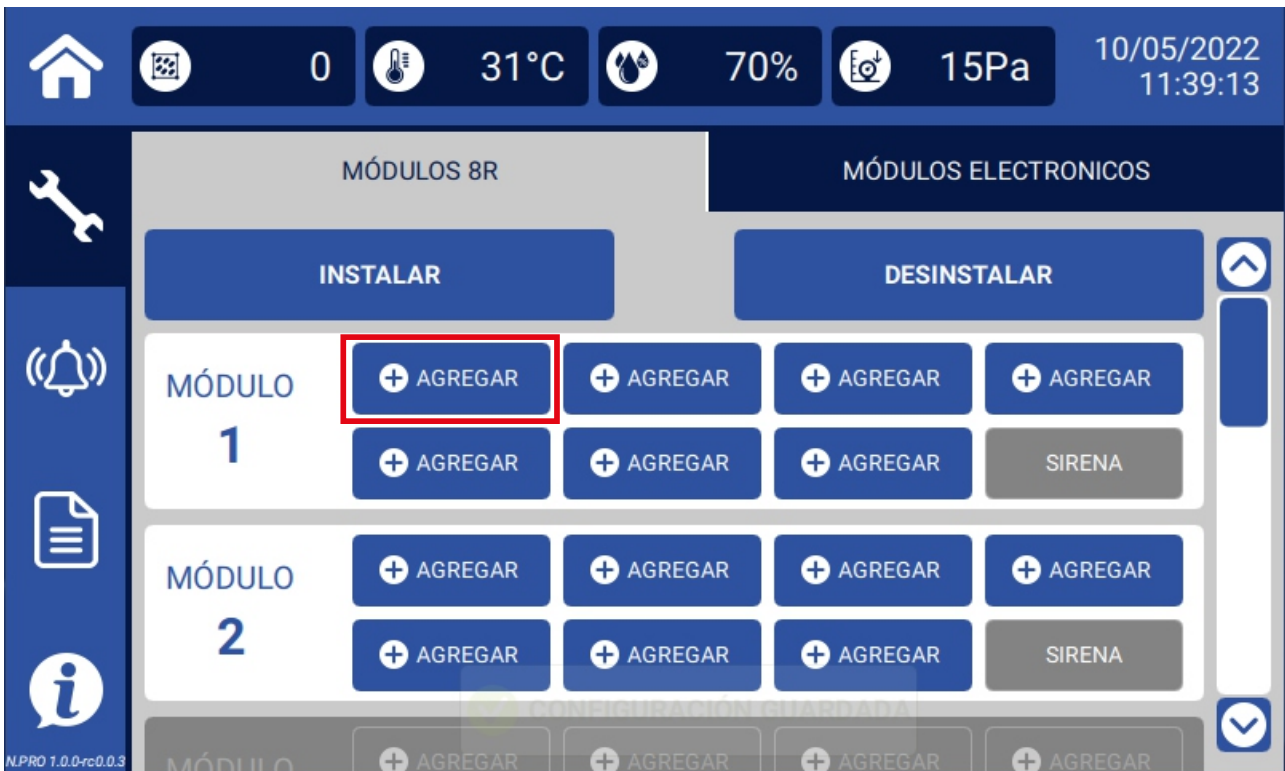 0 31°C 70% 15Pa 10/05/2022
11:39:13
MÓDULOS 8R MÓDULOS ELECTRONICOS
INSTALAR DESINSTALAR
MÓDULO
1
AGREGAR AGREGAR AGREGAR AGREGAR
AGREGAR AGREGAR AGREGAR SIRENA
MÓDULO
2
AGREGAR AGREGAR AGREGAR AGREGAR
AGREGAR AGREGAR AGREGAR SIRENA
CONFIGURACIÓN GUARDADA
MÓDULO AGREGAR AGREGAR AGREGAR AGREGAR
N.PRO 1.0.0-rc0.0.3